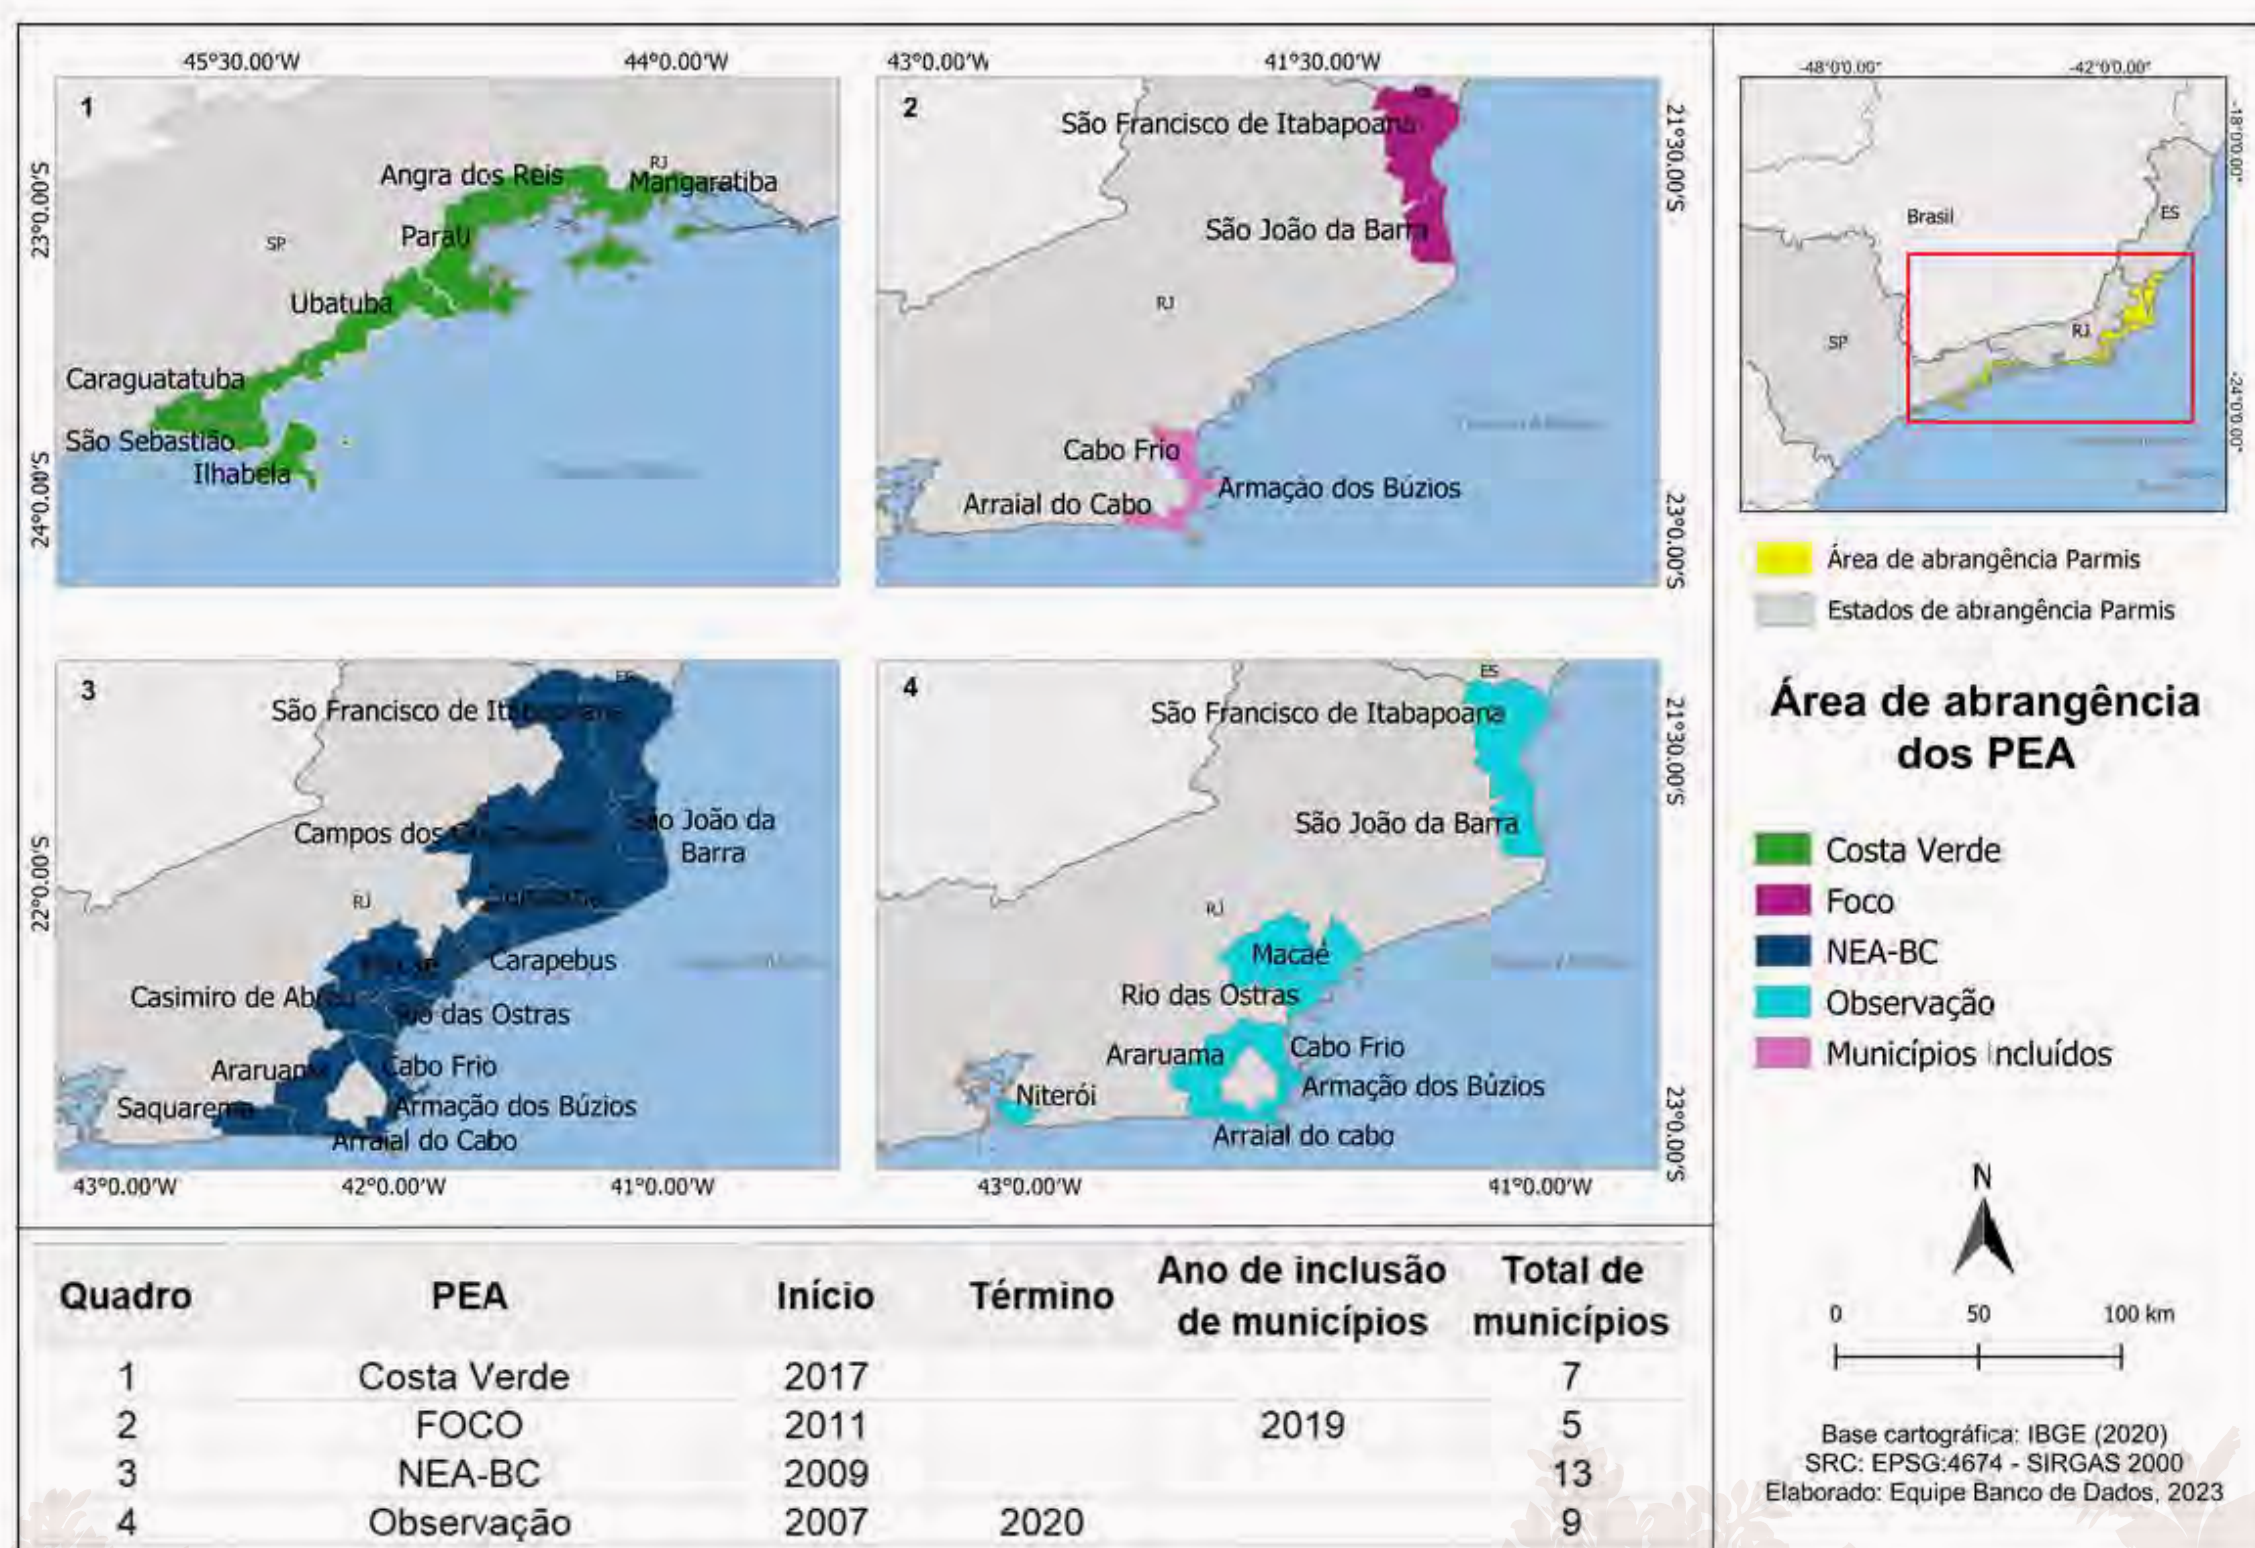 45°30.00'W
44°0.00'W
23°0.00'S
24°0.00'S
1
Angra dos Reis
RJ
Mangaratiba
Parati
SP
Ubatuba
Caraguatatuba
São Sebastião
Ilhabela
43°0.00'W
41°30.00'W
21°30.00'S
23°0.00'S
2
São Francisco de Itabapoana
São João da Barra
RJ
Cabo Frio
Armação dos Búzios
Arraial do Cabo
22°0.00'S
3
ES
São Francisco de Itabapoana
São João da
Barra
Campos dos
RJ
Carapebus
Casimiro de Abreu
Rio das Ostras
Araruama
Cabo Frio
Saquarema
Armação dos Búzios
Arraial do Cabo
43°0.00'W
42°0.00'W
41°0.00'W
4
ES
São Francisco de Itabapoana
São João da Barra
RJ
Macaé
Rio das Ostras
Araruama
Cabo Frio
Armação dos Búzios
Niterói
Arraial do cabo
21°30.00'S
23°0.00'S
43°0.00'W
41°0.00'W
-48°0'0.00"
-42°0'0.00"
-18°0'0.00"
-24°0'0.00"
Brasil
ES
RJ
SP
Área de abrangência Parmis
Estados de abrangência Parmis
Área de abrangência
dos PEA
Costa Verde
Foco
NEA-BC
Observação
Municípios Incluídos
N
0 50 100 km
Base cartográfica: IBGE (2020)
SRC: EPSG:4674 - SIRGAS 2000
Elaborado: Equipe Banco de Dados, 2023
Quadro PEA Início Término Ano de inclusão de municípios Total de municípios
1 Costa Verde 2017 7
2 FOCO 2011 2019 5
3 NEA-BC 2009 13
4 Observação 2007 2020 9